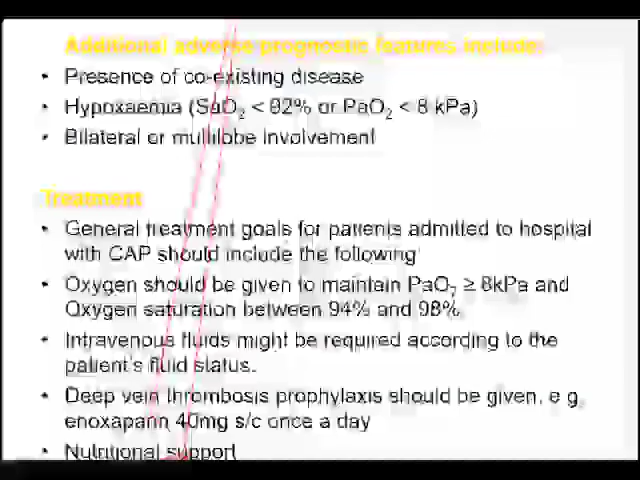 Additional adverse prognostic features include:
• Presence of co-existing disease
• Hypoxaemia (SaO₂ < 92% or PaO₂ < 8 kPa)
• Bilateral or multilobe involvement
Treatment
• General treatment goals for patients admitted to hospital
with CAP should include the following
• Oxygen should be given to maintain PaO₂ ≥ 8kPa and
Oxygen saturation between 94% and 98%.
• Intravenous fluids might be required according to the
patient's fluid status.
• Deep vein thrombosis prophylaxis should be given, e.g,
enoxaparin 40mg s/c once a day
• Nutritional support